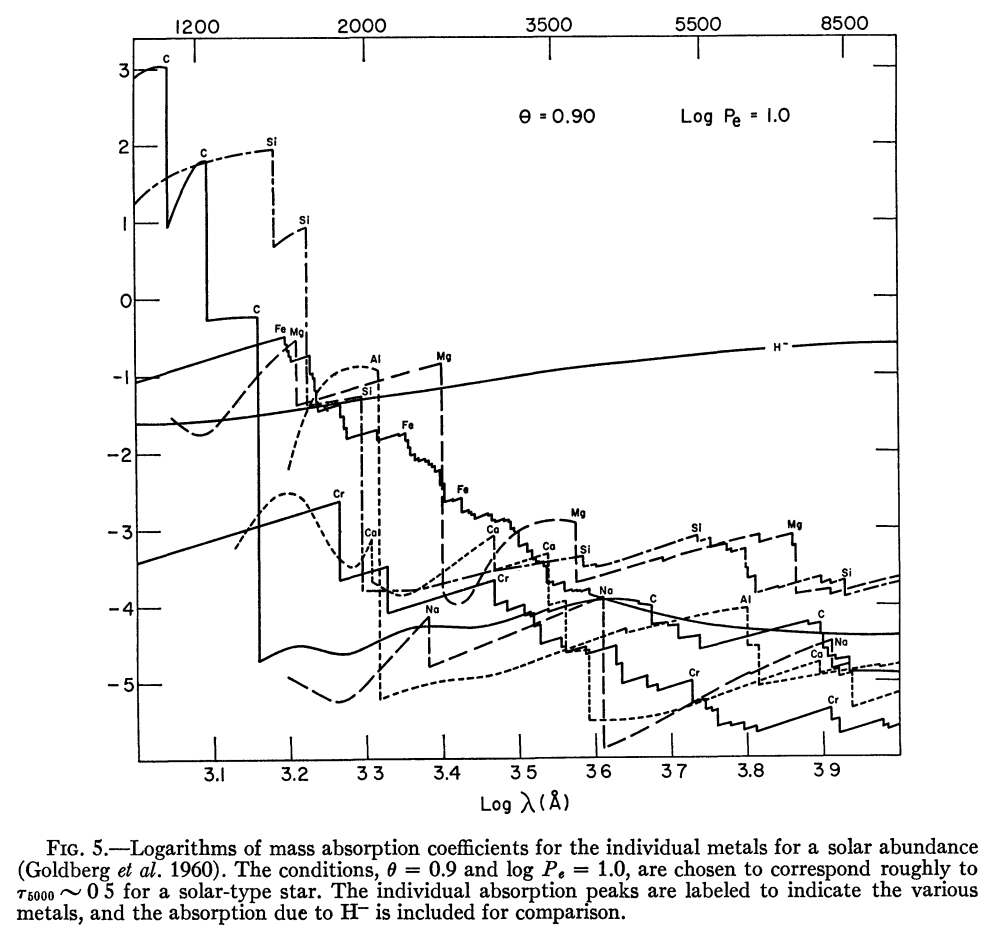 1200 2000 3500 5500 8500
θ = 0.90 Log Pe = 1.0
3
2
1
0
-1
-2
-3
-4
-5
C
C
Si
Si
C
Fe
Mg
Al
Mg
H-
Si
Fe
Cr
Fe
Ca
Ca
Mg
Si
Mg
Ca
Si
Si
Cr
Na
Na
C
Al
C
Na
Ca
Cr
Cr
3.1 3.2 3 3 3.4 3 5 3 6 3 7 3.8 3 9
Log λ (Å)
FIG. 5.—Logarithms of mass absorption coefficients for the individual metals for a solar abundance
(Goldberg et al. 1960). The conditions, θ = 0.9 and log Pe = 1.0, are chosen to correspond roughly to
τ5000 ∼ 0 5 for a solar-type star. The individual absorption peaks are labeled to indicate the various
metals, and the absorption due to H- is included for comparison.